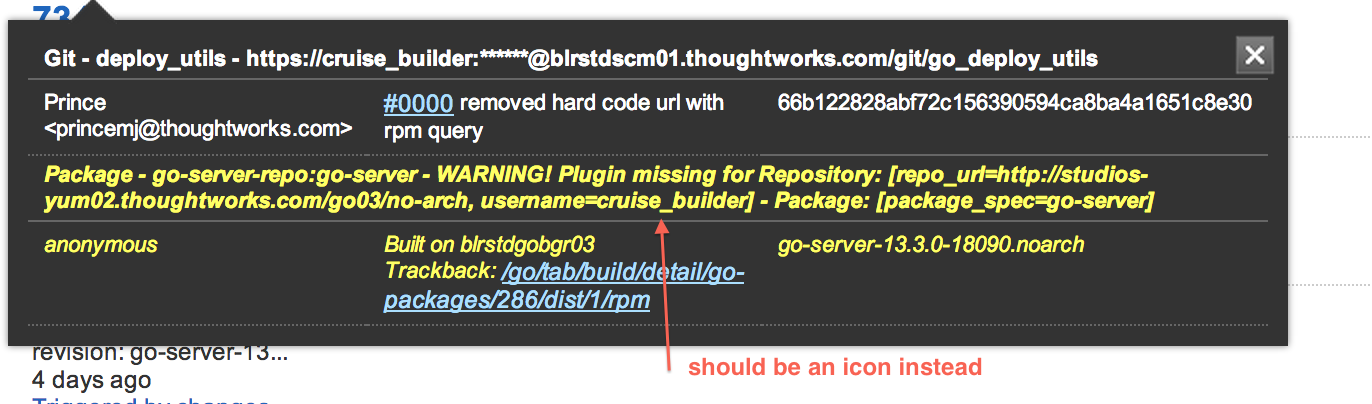 73
Git - deploy_utils - https://cruise_builder:******@blrstdscm01.thoughtworks.com/git/go_deploy_utils
Prince
<princemj@thoughtworks.com>
#0000 removed hard code url with
rpm query
66b122828abf72c156390594ca8ba4a1651c8e30
Package - go-server-repo:go-server - WARNING! Plugin missing for Repository: [repo_url=http://studios-
yum02.thoughtworks.com/go03/no-arch, username=cruise_builder] - Package: [package_spec=go-server]
anonymous
Built on blrstdgobgr03
Trackback: /go/tab/build/detail/go-
packages/286/dist/1/rpm
go-server-13.3.0-18090.noarch
should be an icon instead
revision: go-server-13...
4 days ago
Triggered by changes